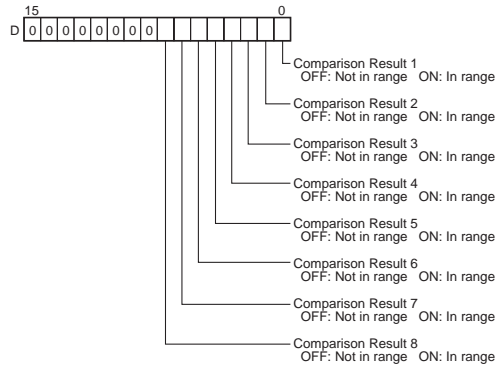 15 0
D 0 0 0 0 0 0 0 0
Comparison Result 1
OFF: Not in range ON: In range
Comparison Result 2
OFF: Not in range ON: In range
Comparison Result 3
OFF: Not in range ON: In range
Comparison Result 4
OFF: Not in range ON: In range
Comparison Result 5
OFF: Not in range ON: In range
Comparison Result 6
OFF: Not in range ON: In range
Comparison Result 7
OFF: Not in range ON: In range
Comparison Result 8
OFF: Not in range ON: In range